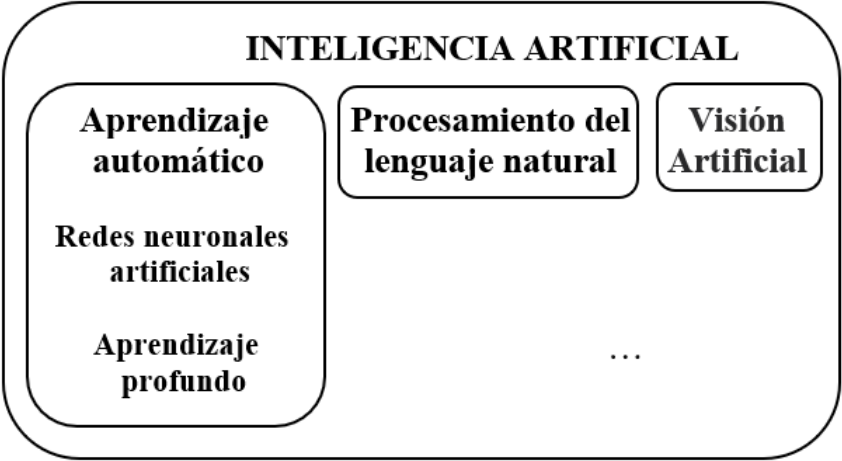 INTELIGENCIA ARTIFICIAL
Aprendizaje
automático
Redes neuronales
artificiales
Aprendizaje
profundo
Procesamiento del
lenguaje natural
Visión
Artificial
...